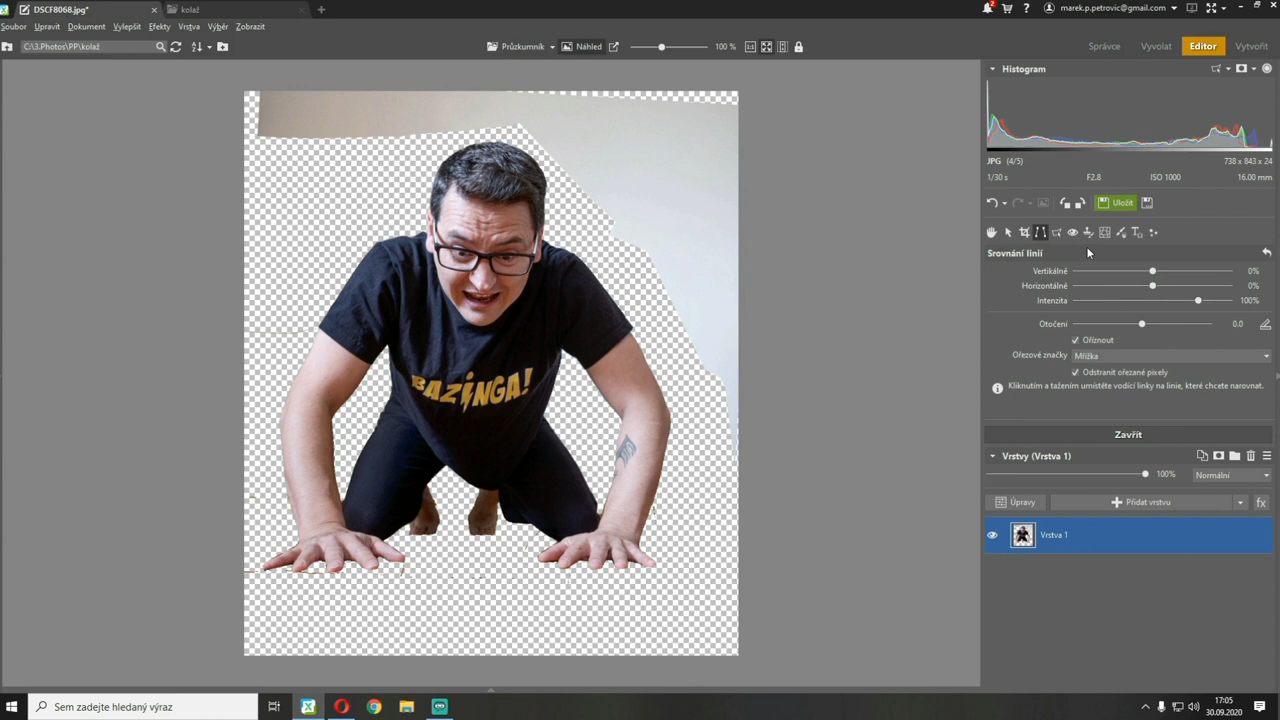 DSCF8068.jpg*
kolaž
marek.p.petrovic@gmail.com
Soubor Upravit Dokument Vylepšit Efekty Vrstva Výběr Zobrazit
C:\3.Photos\PP\kolaž
Průzkumník
Náhled
100 %
Správce
Vyvolat
Editor
Vytvořit
Histogram
JPG (4/5) 738 x 843 x 24
1/30 s F2.8 ISO 1000 16.00 mm
Uložit
Srovnání linií
Vertikálně 0%
Horizontálně 0%
Intenzita 100%
Otočení 0.0
Oříznout
Ořezové značky Mřížka
Odstranit ořezané pixely
Kliknutím a tažením umístěte vodicí linky na linie, které chcete narovnat.
Zavřít
Vrstvy (Vrstva 1)
100% Normální
Úpravy
Přidat vrstvu
fx
Vrstva 1
BAZINGA!
Sem zadejte hledaný výraz
17:05
30.09.2020